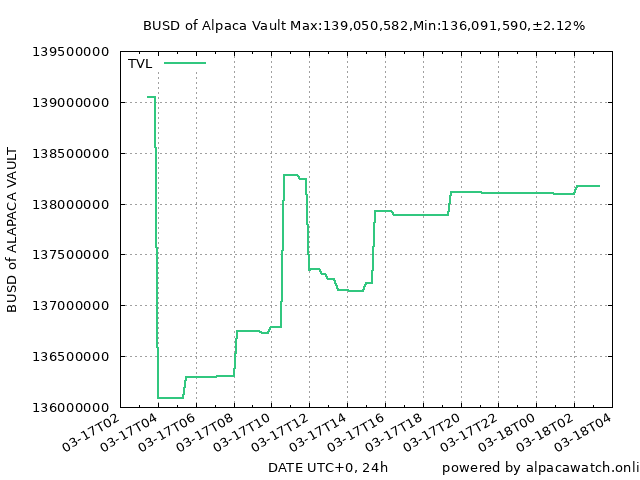 BUSD of Alpaca Vault Max:139,050,582,Min:136,091,590,±2.12%
139500000
TVL
139000000
138500000
138000000
137500000
137000000
136500000
136000000
BUSD of ALAPACA VAULT
03-17T02
03-17T04
03-17T06
03-17T08
03-17T10
03-17T12
03-17T14
03-17T16
03-17T18
03-17T20
03-17T22
03-18T00
03-18T02
03-18T04
DATE UTC+0, 24h
powered by alpacawatch.onli